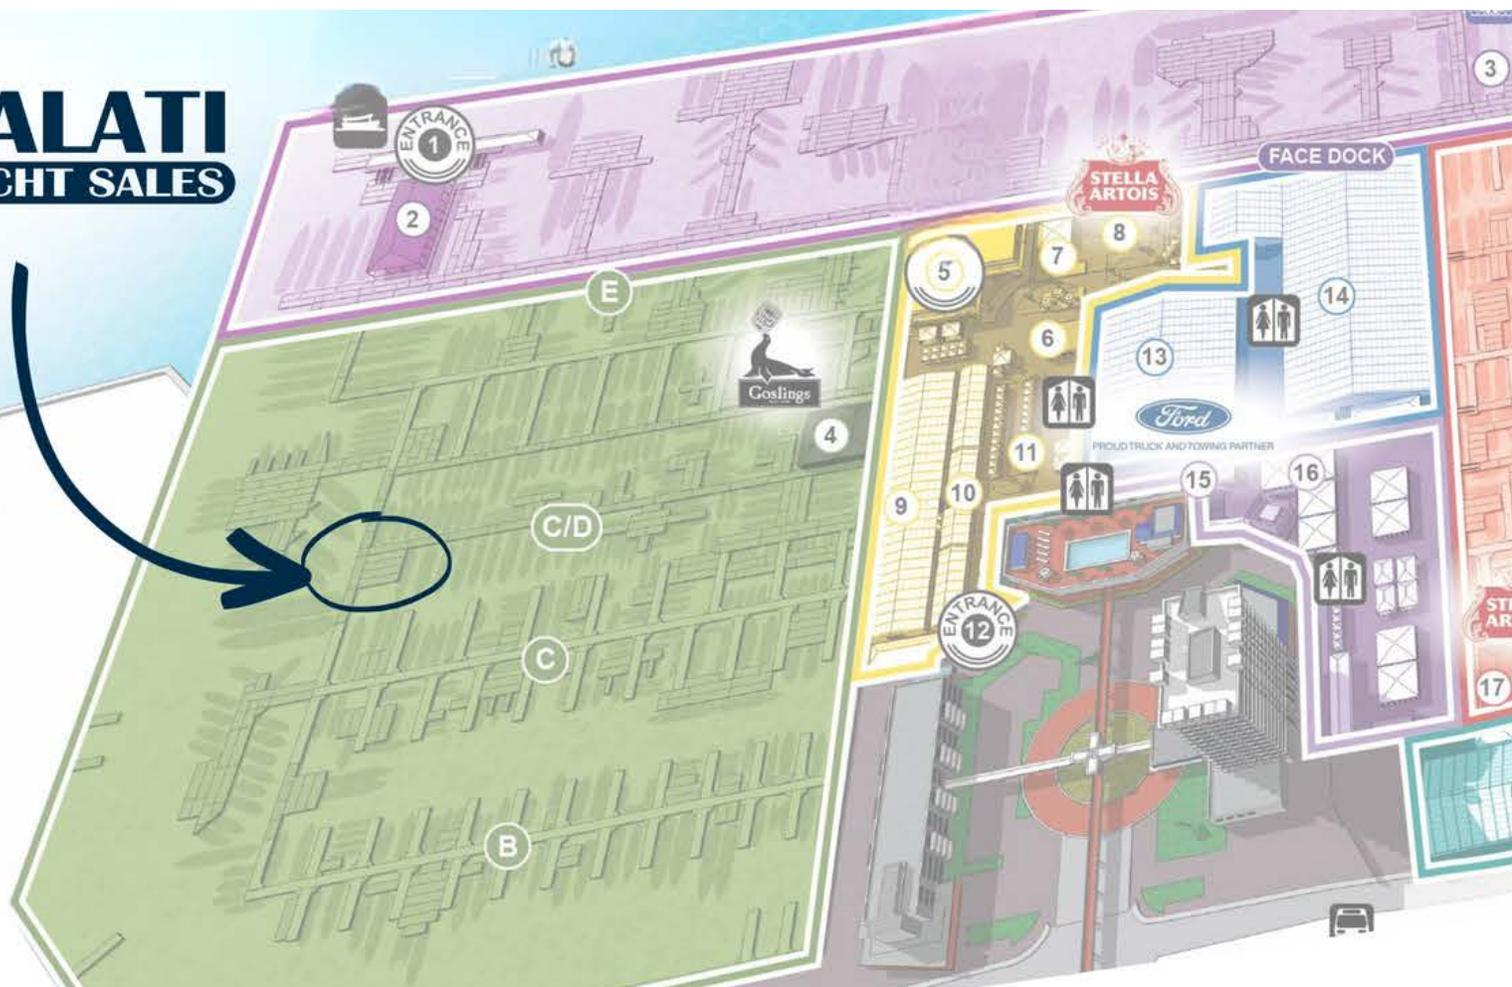 ALATI
CHT SALES
ENTRANCE
1
2
3
FACE DOCK
STELLA
ARTOIS
E
5
7
8
6
13
14
Goslings
4
Ford
PROUD TRUCK AND TOWING PARTNER
9
10
11
15
16
C/D
C
ENTRANCE
12
17
B